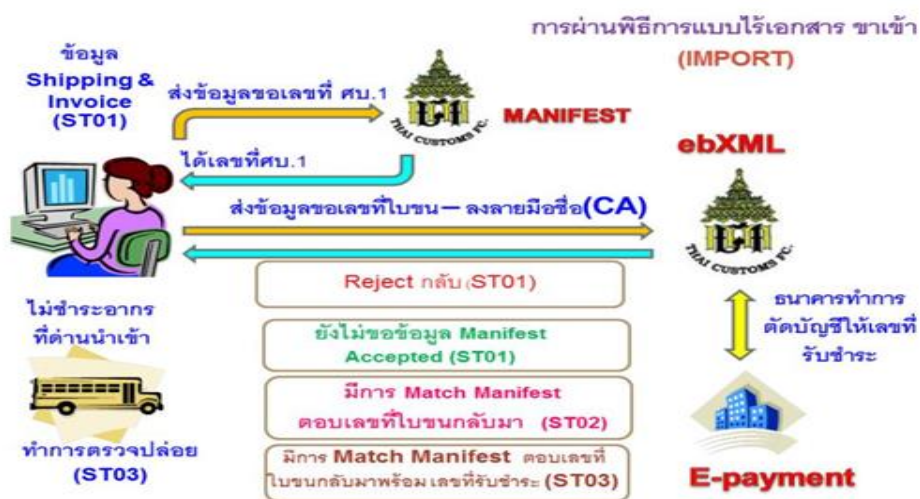 การผ่านพิธีการแบบไร้เอกสาร ขาเข้า
(IMPORT)
ข้อมูล
Shipping &
Invoice
(ST01)
ส่งข้อมูลขอเลขที่ ศบ.1
THAI CUSTOMS FC.
MANIFEST
ได้เลขที่ศบ.1
ebXML
ส่งข้อมูลขอเลขที่ใบขน – ลงลายมือชื่อ(CA)
THAI CUSTOMS FC.
Reject กลับ (ST01)
ยังไม่ขอข้อมูล Manifest
Accepted (ST01)
มีการ Match Manifest
ตอบเลขที่ใบขนกลับมา (ST02)
มีการ Match Manifest ตอบเลขที่
ใบขนกลับมาพร้อม เลขที่รับชำระ (ST03)
ไม่ชำระอากร
ที่ด่านนำเข้า
ทำการตรวจปล่อย
(ST03)
ธนาคารทำการ
ตัดบัญชีให้เลขที่
รับชำระ
E-payment